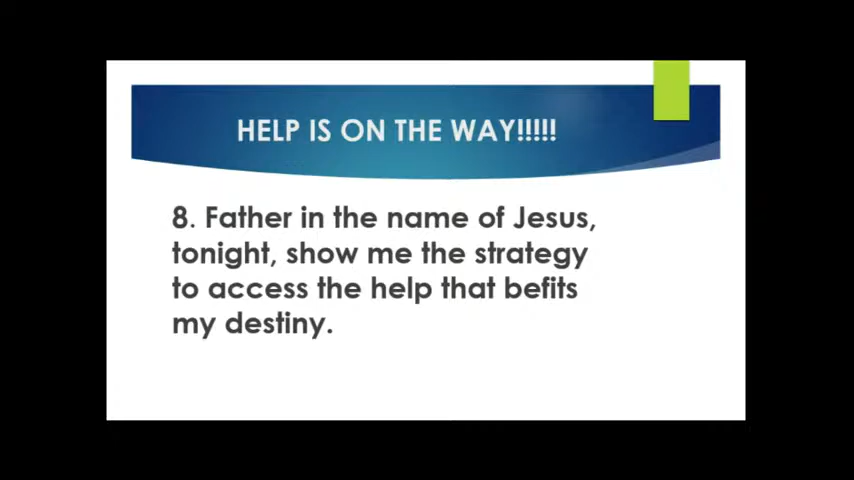 HELP IS ON THE WAY!!!!!
8. Father in the name of Jesus,
tonight, show me the strategy
to access the help that befits
my destiny.